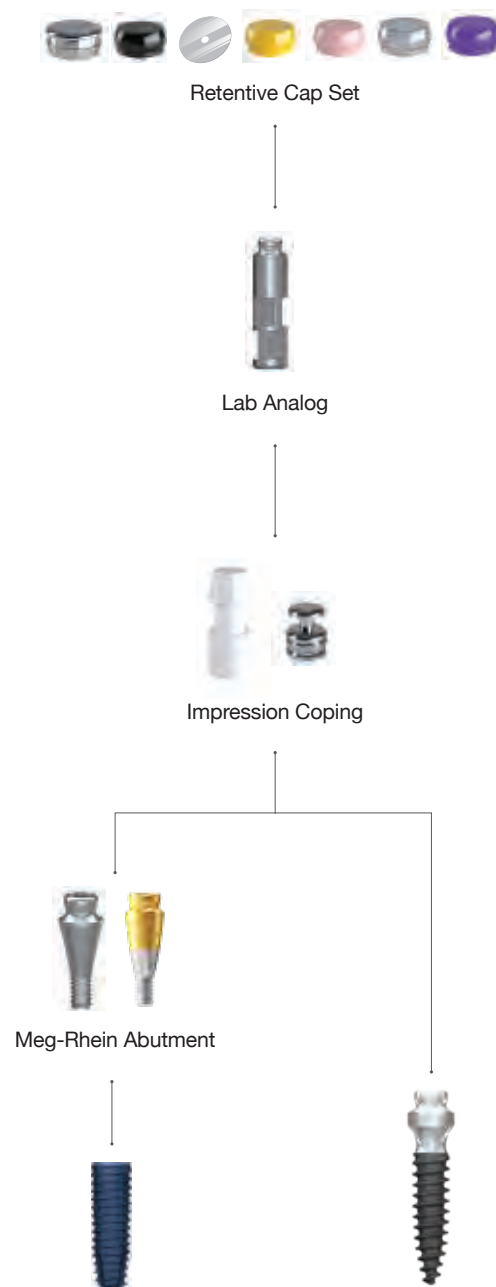 Retentive Cap Set
Lab Analog
Impression Coping
Meg-Rhein Abutment